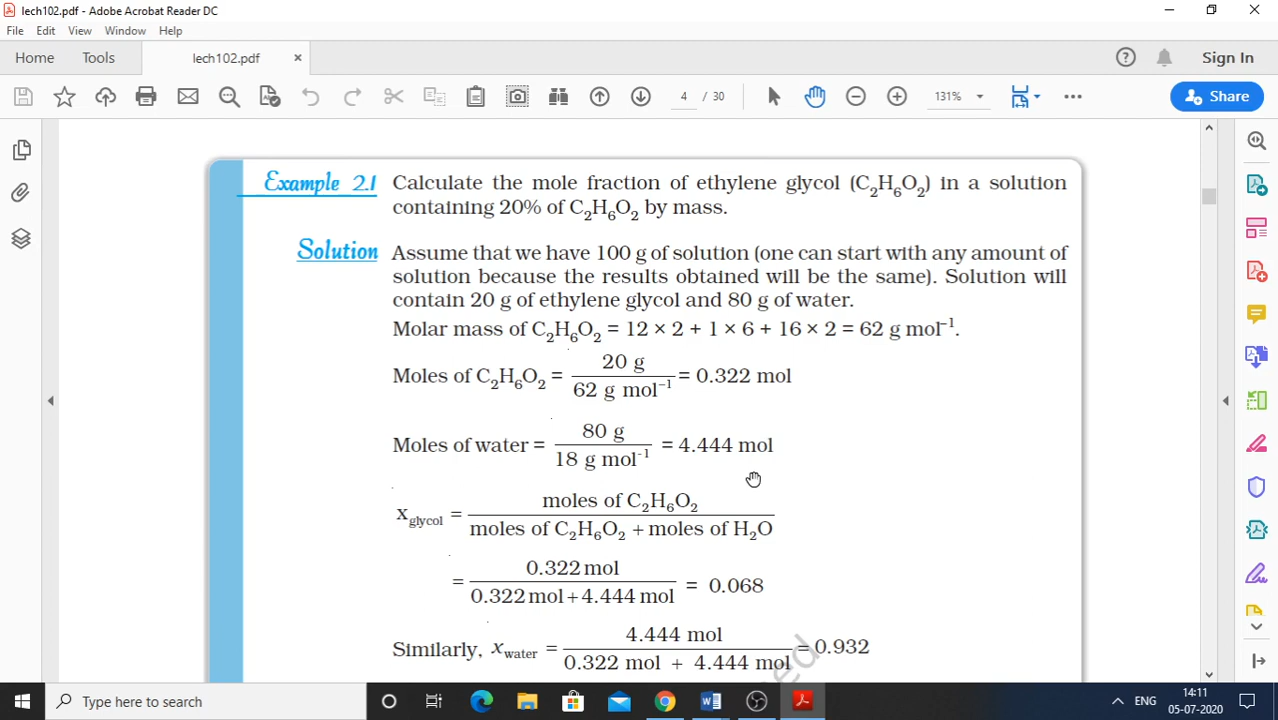 lech102.pdf - Adobe Acrobat Reader DC
File Edit View Window Help
Home Tools lech102.pdf × Sign In
4 / 30 131% Share
Example 2.1 Calculate the mole fraction of ethylene glycol (C₂H₆O₂) in a solution
containing 20% of C₂H₆O₂ by mass.
Solution Assume that we have 100 g of solution (one can start with any amount of
solution because the results obtained will be the same). Solution will
contain 20 g of ethylene glycol and 80 g of water.
Molar mass of C₂H₆O₂ = 12 × 2 + 1 × 6 + 16 × 2 = 62 g mol⁻¹.
Moles of C₂H₆O₂ = 20 g / 62 g mol⁻¹ = 0.322 mol
Moles of water = 80 g / 18 g mol⁻¹ = 4.444 mol
x glycol = moles of C₂H₆O₂ / moles of C₂H₆O₂ + moles of H₂O
= 0.322 mol / 0.322 mol + 4.444 mol = 0.068
Similarly, x water = 4.444 mol / 0.322 mol + 4.444 mol = 0.932
Type here to search
ENG
14:11
05-07-2020